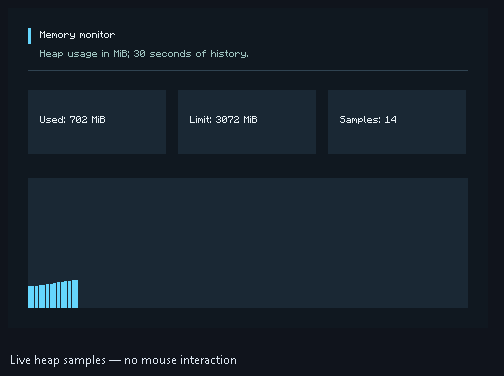 Memory monitor
Heap usage in MiB; 30 seconds of history.
Used: 702 MiB
Limit: 3072 MiB
Samples: 14
Live heap samples — no mouse interaction